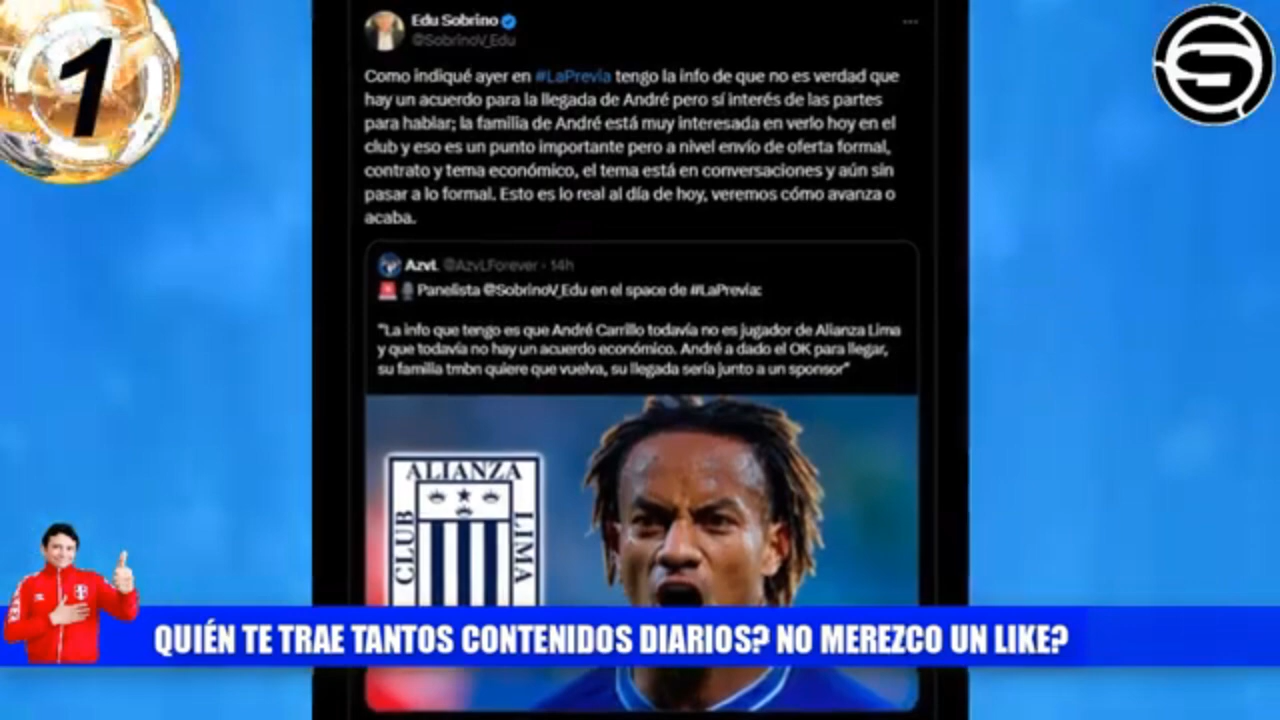 1
Edu Sobrino
@SobrinoV_Edu
Como indiqué ayer en #LaPrevia tengo la info de que no es verdad que
hay un acuerdo para la llegada de André pero sí interés de las partes
para hablar; la familia de André está muy interesada en verlo hoy en el
club y eso es un punto importante pero a nivel envío de oferta formal,
contrato y tema económico, el tema está en conversaciones y aún sin
pasar a lo formal. Esto es lo real al día de hoy, veremos cómo avanza o
acaba.
AzvL @AzvLForever · 14h
Panelista @SobrinoV_Edu en el space de #LaPrevia:
"La info que tengo es que André Carrillo todavía no es jugador de Alianza Lima
y que todavía no hay un acuerdo económico. André a dado el OK para llegar,
su familia tmbn quiere que vuelva, su llegada sería junto a un sponsor"
ALIANZA
CLUB
LIMA
QUIÉN TE TRAE TANTOS CONTENIDOS DIARIOS? NO MEREZCO UN LIKE?